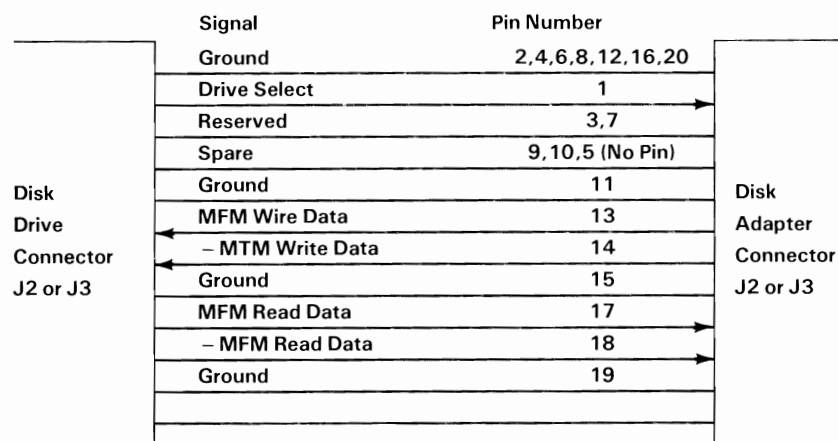 Signal Pin Number
Ground 2,4,6,8,12,16,20
Drive Select 1
Reserved 3,7
Spare 9,10,5 (No Pin)
Ground 11
MFM Wire Data 13
– MTM Write Data 14
Ground 15
MFM Read Data 17
– MFM Read Data 18
Ground 19
Disk
Drive
Connector
J2 or J3
Disk
Adapter
Connector
J2 or J3